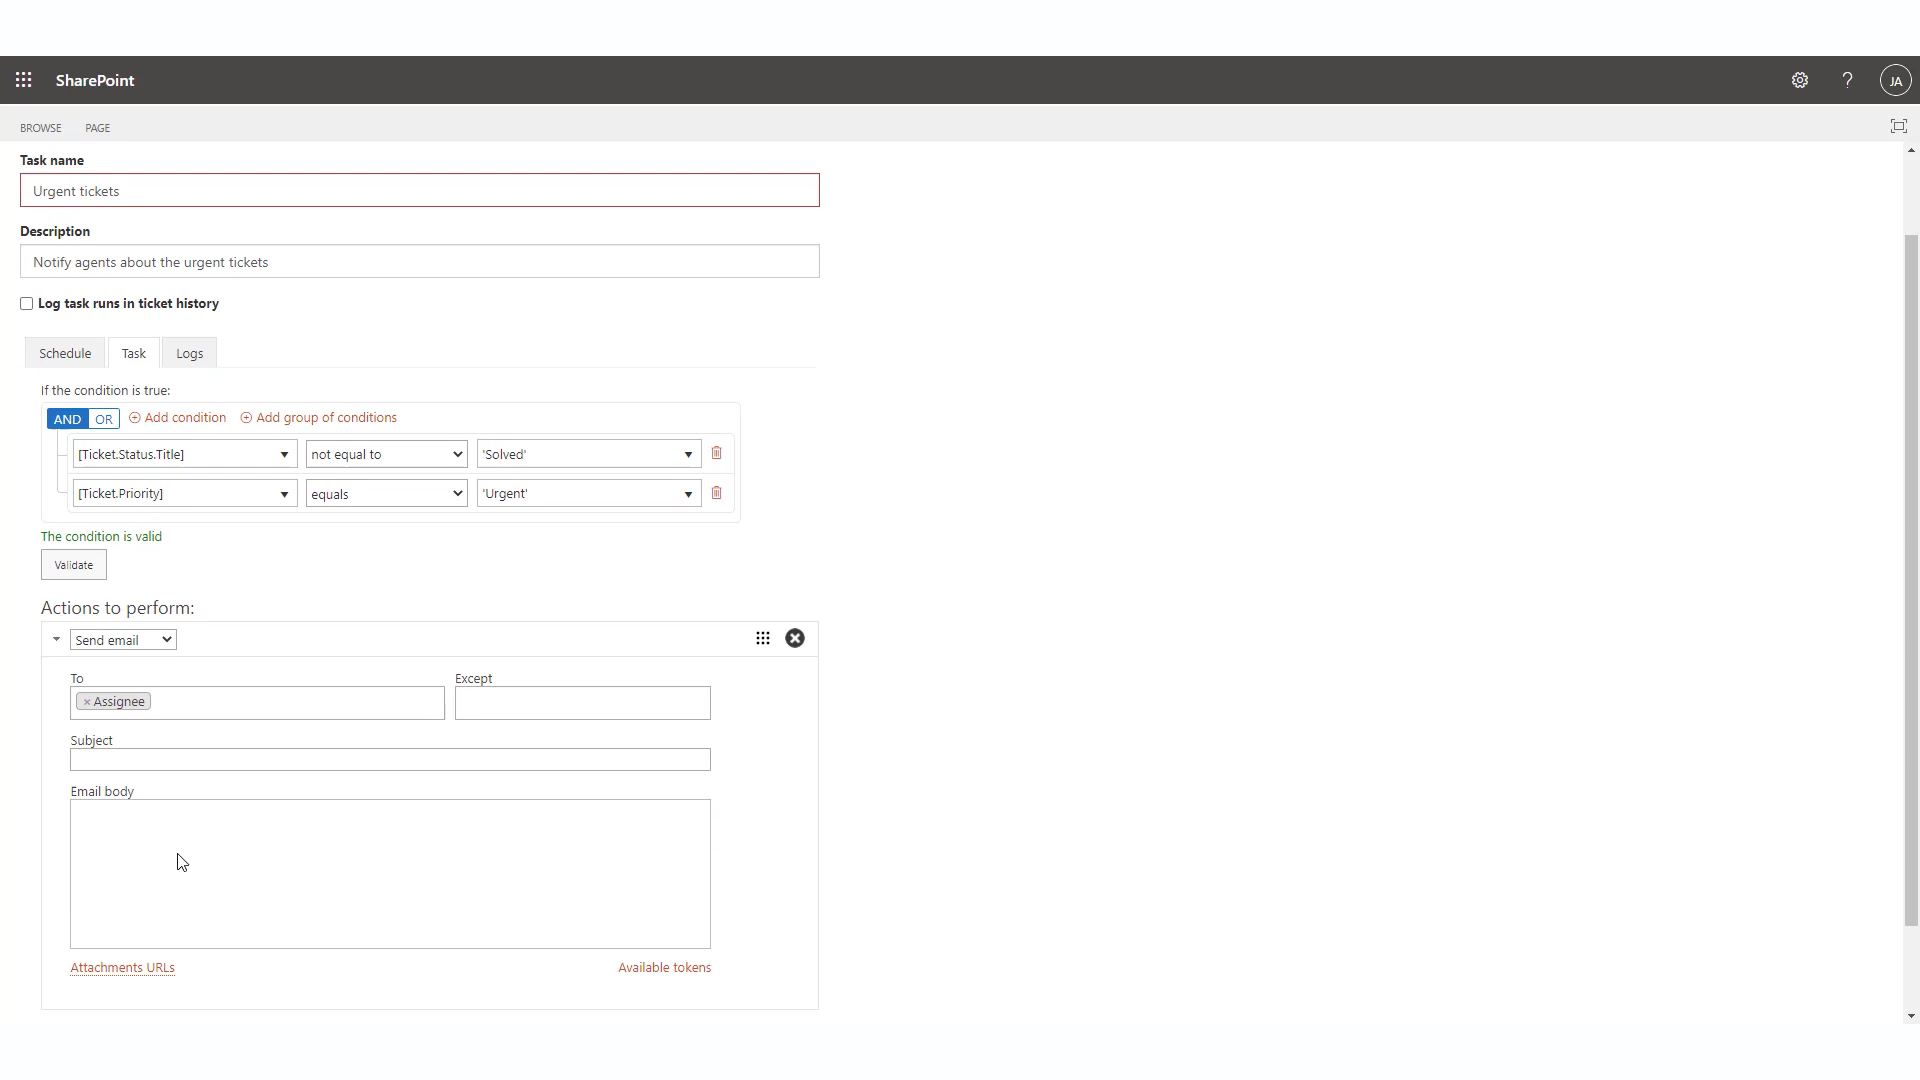 SharePoint
?
JA
BROWSE PAGE
Task name
Urgent tickets
Description
Notify agents about the urgent tickets
Log task runs in ticket history
Schedule Task Logs
If the condition is true:
AND OR Add condition Add group of conditions
[Ticket.Status.Title] not equal to 'Solved'
[Ticket.Priority] equals 'Urgent'
The condition is valid
Validate
Actions to perform:
Send email
To Except
× Assignee
Subject
Email body
Attachments URLs Available tokens